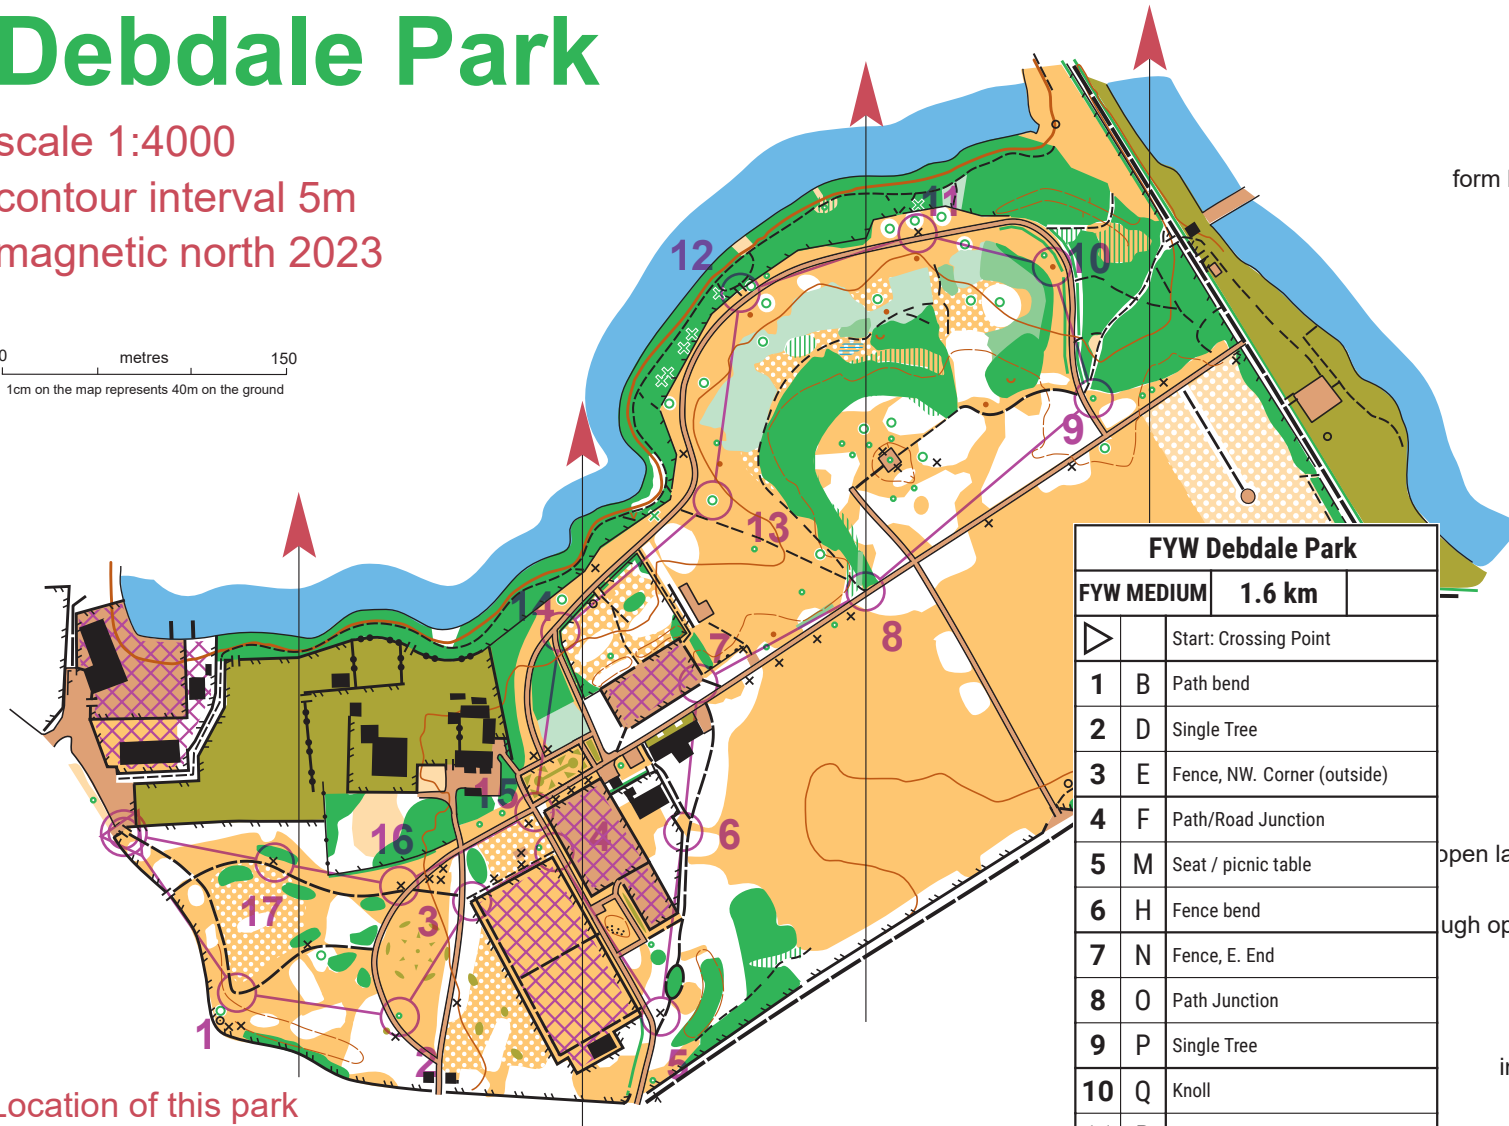 Debdale Park
scale 1:4000
contour interval 5m
magnetic north 2023
0 metres 150
1cm on the map represents 40m on the ground
form
11
12
10
9
13
14
7
8
15
16
4
6
3
17
1
2
5
open la
ugh op
FYW Debdale Park
FYW MEDIUM 1.6 km
Start: Crossing Point
1 B Path bend
2 D Single Tree
3 E Fence, NW. Corner (outside)
4 F Path/Road Junction
5 M Seat / picnic table
6 H Fence bend
7 N Fence, E. End
8 O Path Junction
9 P Single Tree
10 Q Knoll
Location of this park